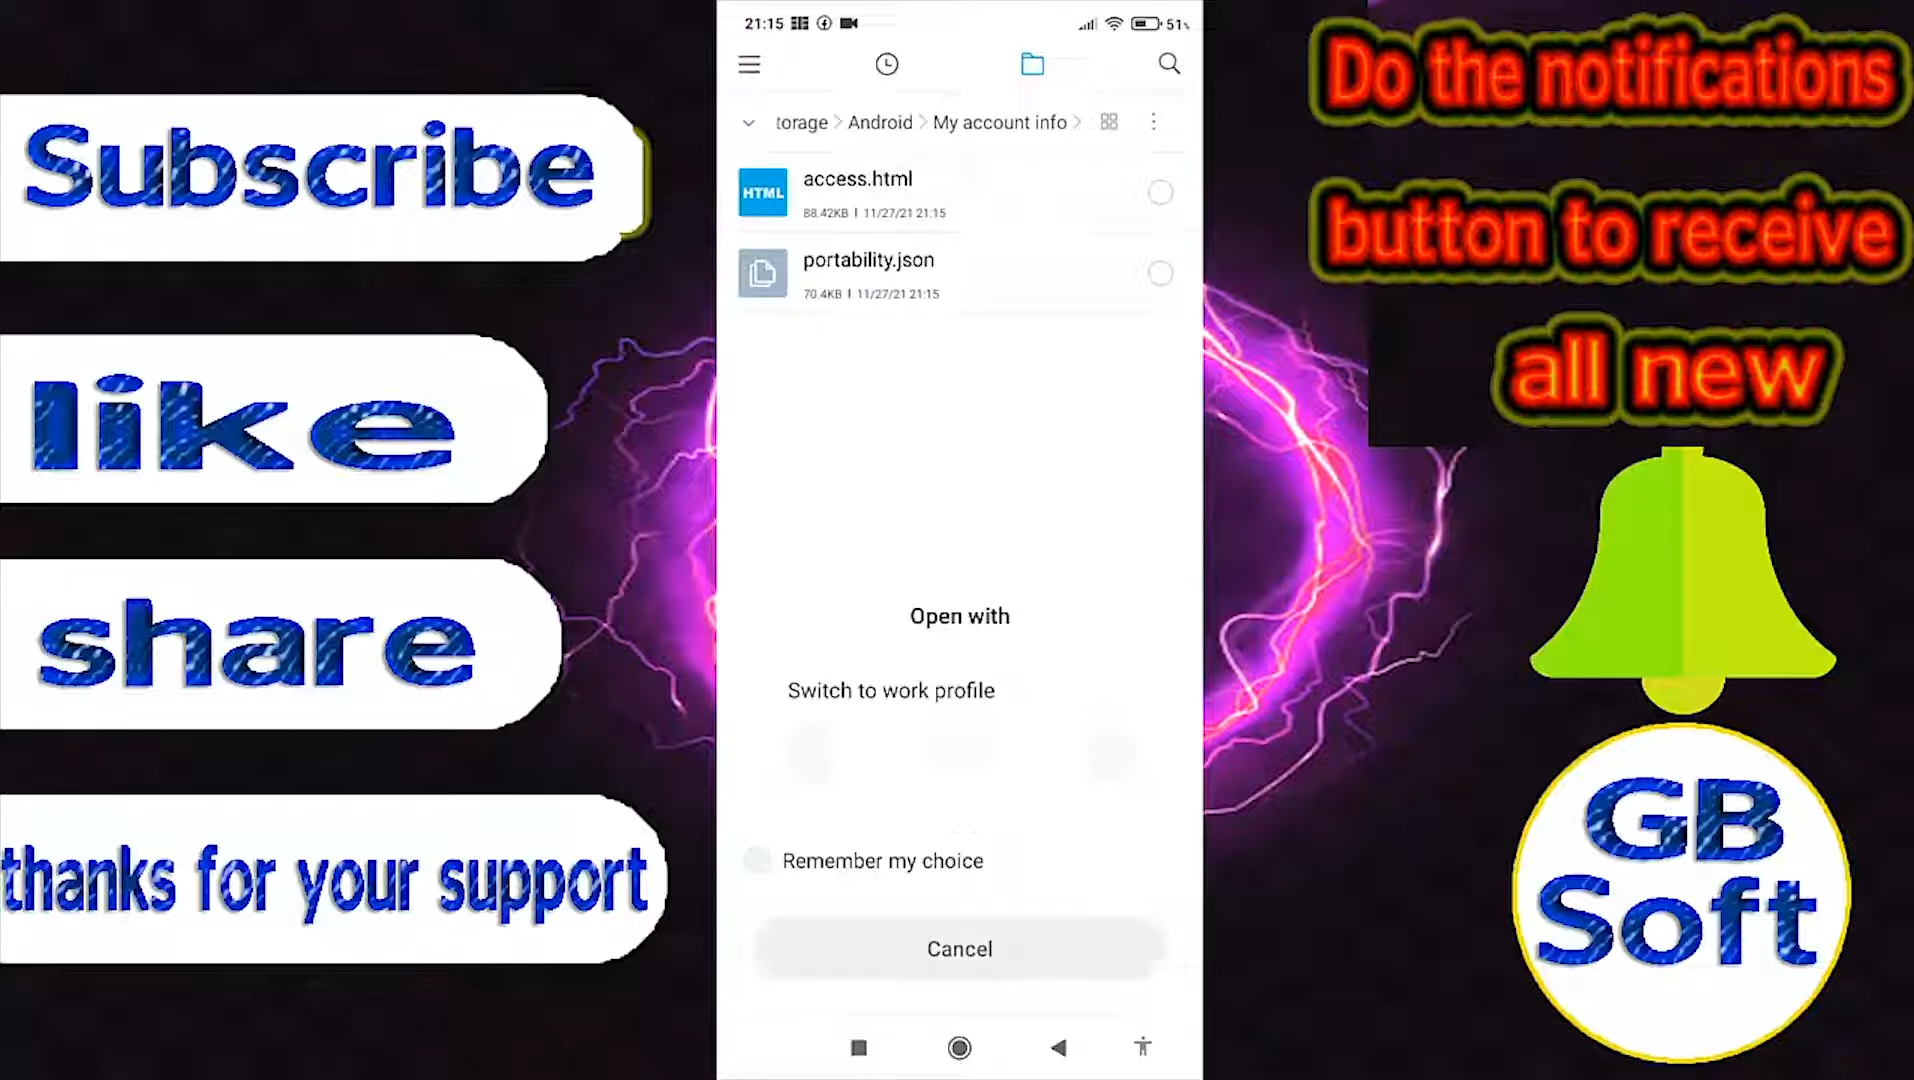 Subscribe
like
share
thanks for your support
21:15
51%
torage > Android > My account info >
HTML
access.html
88.42KB | 11/27/21 21:15
portability.json
70.4KB | 11/27/21 21:15
Open with
Switch to work profile
Remember my choice
Cancel
Do the notifications
button to receive
all new
GB
Soft